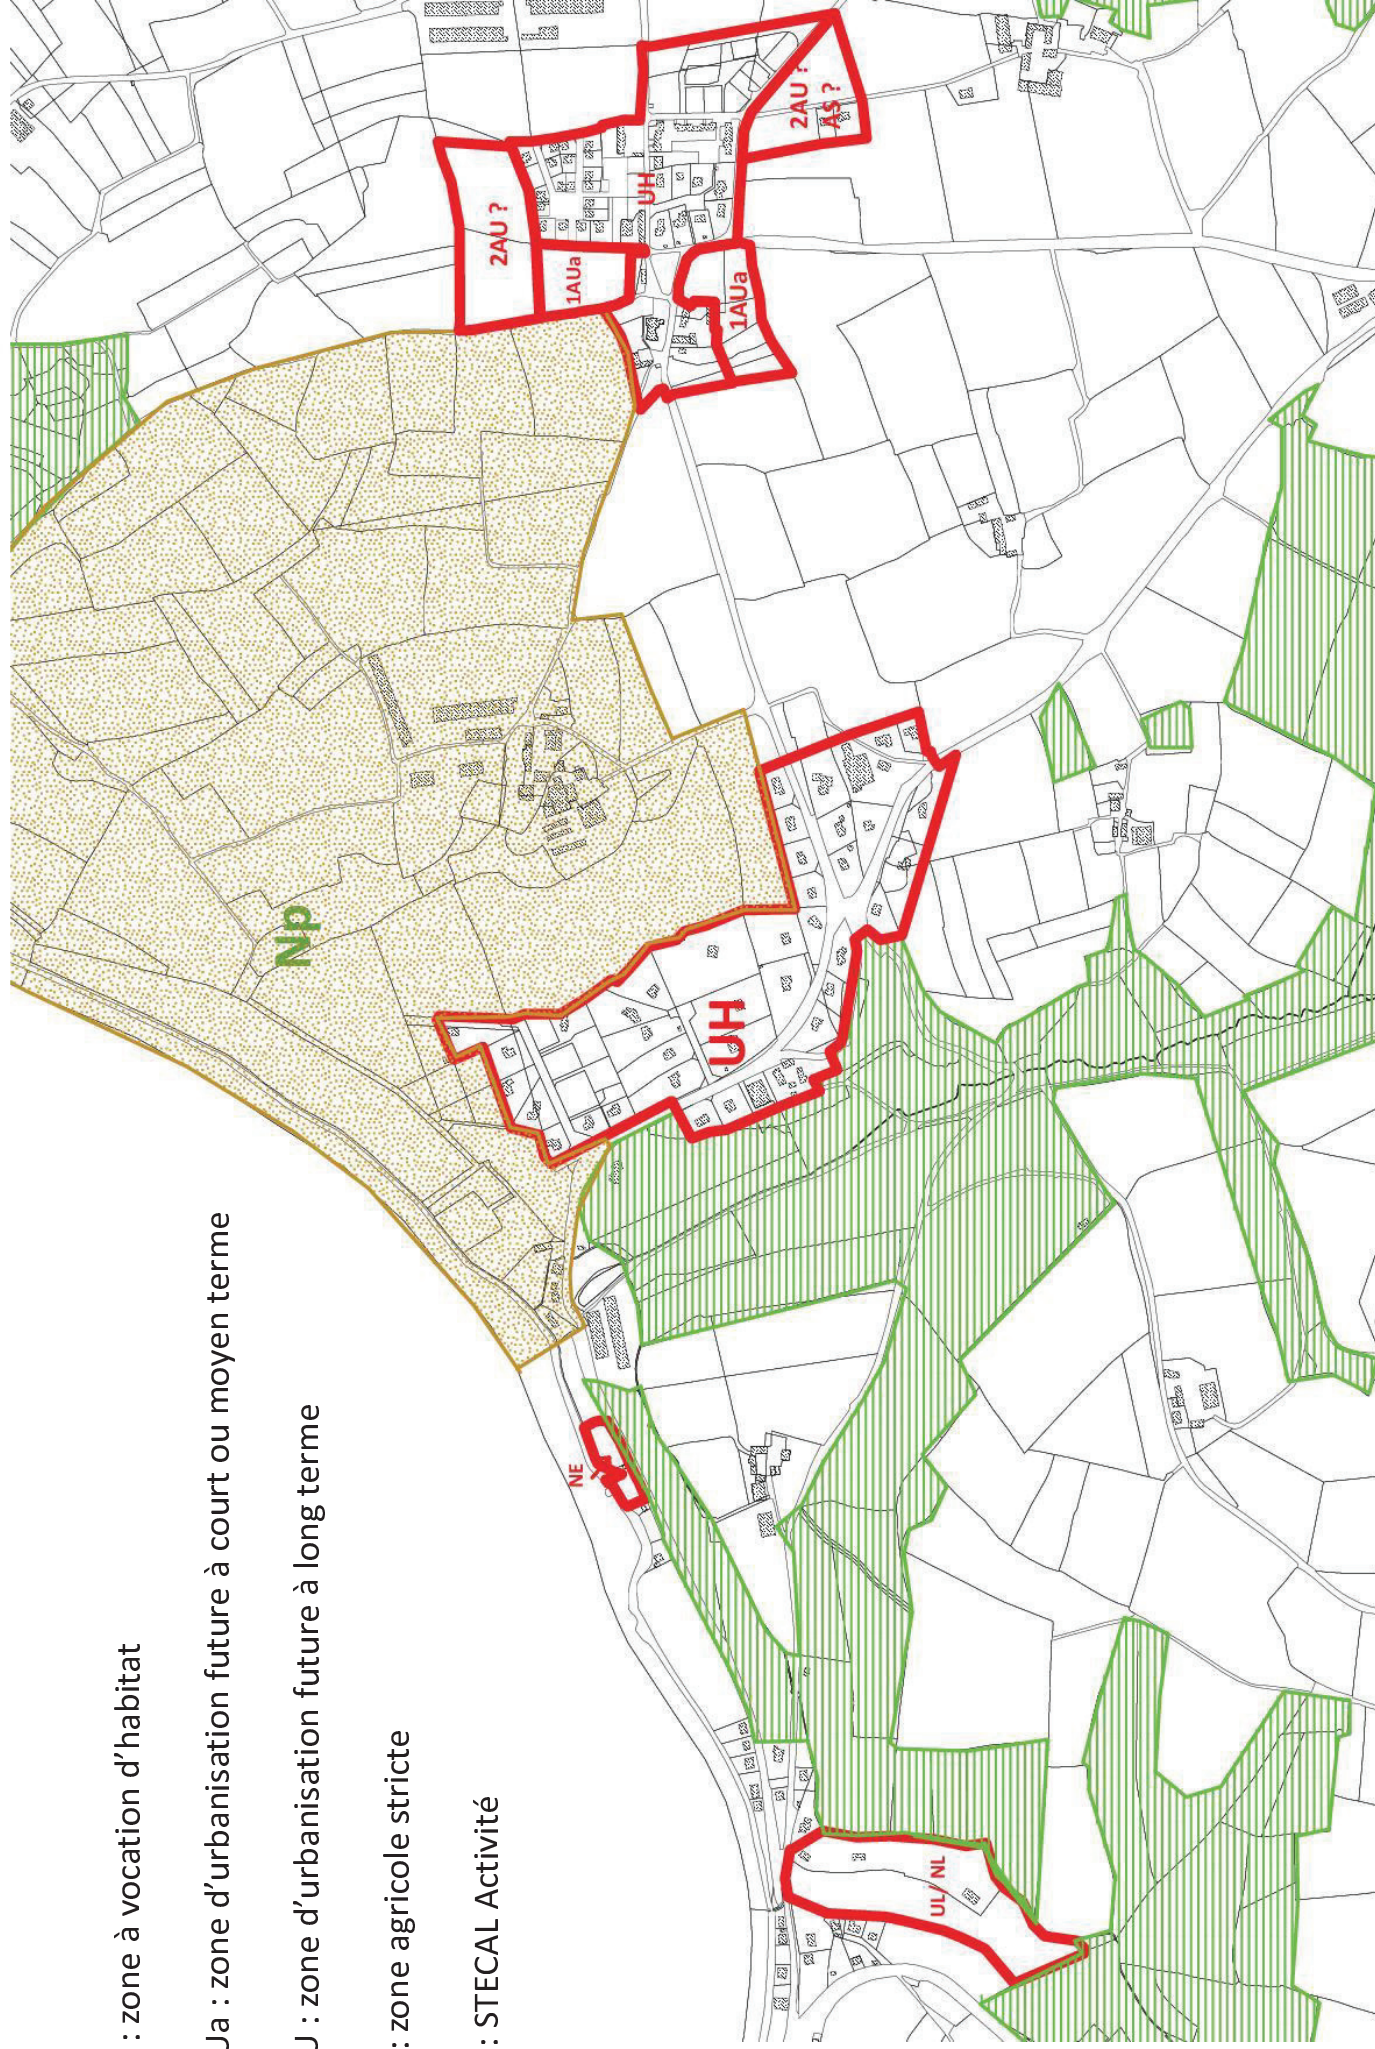 : zone à vocation d'habitat
Ja : zone d'urbanisation future à court ou moyen terme
J : zone d'urbanisation future à long terme
: zone agricole stricte
: STECAL Activité
Np
UH
NE
UL/ NL
2AU ?
1AUa
UH
1AUa
2AU ?
AS ?